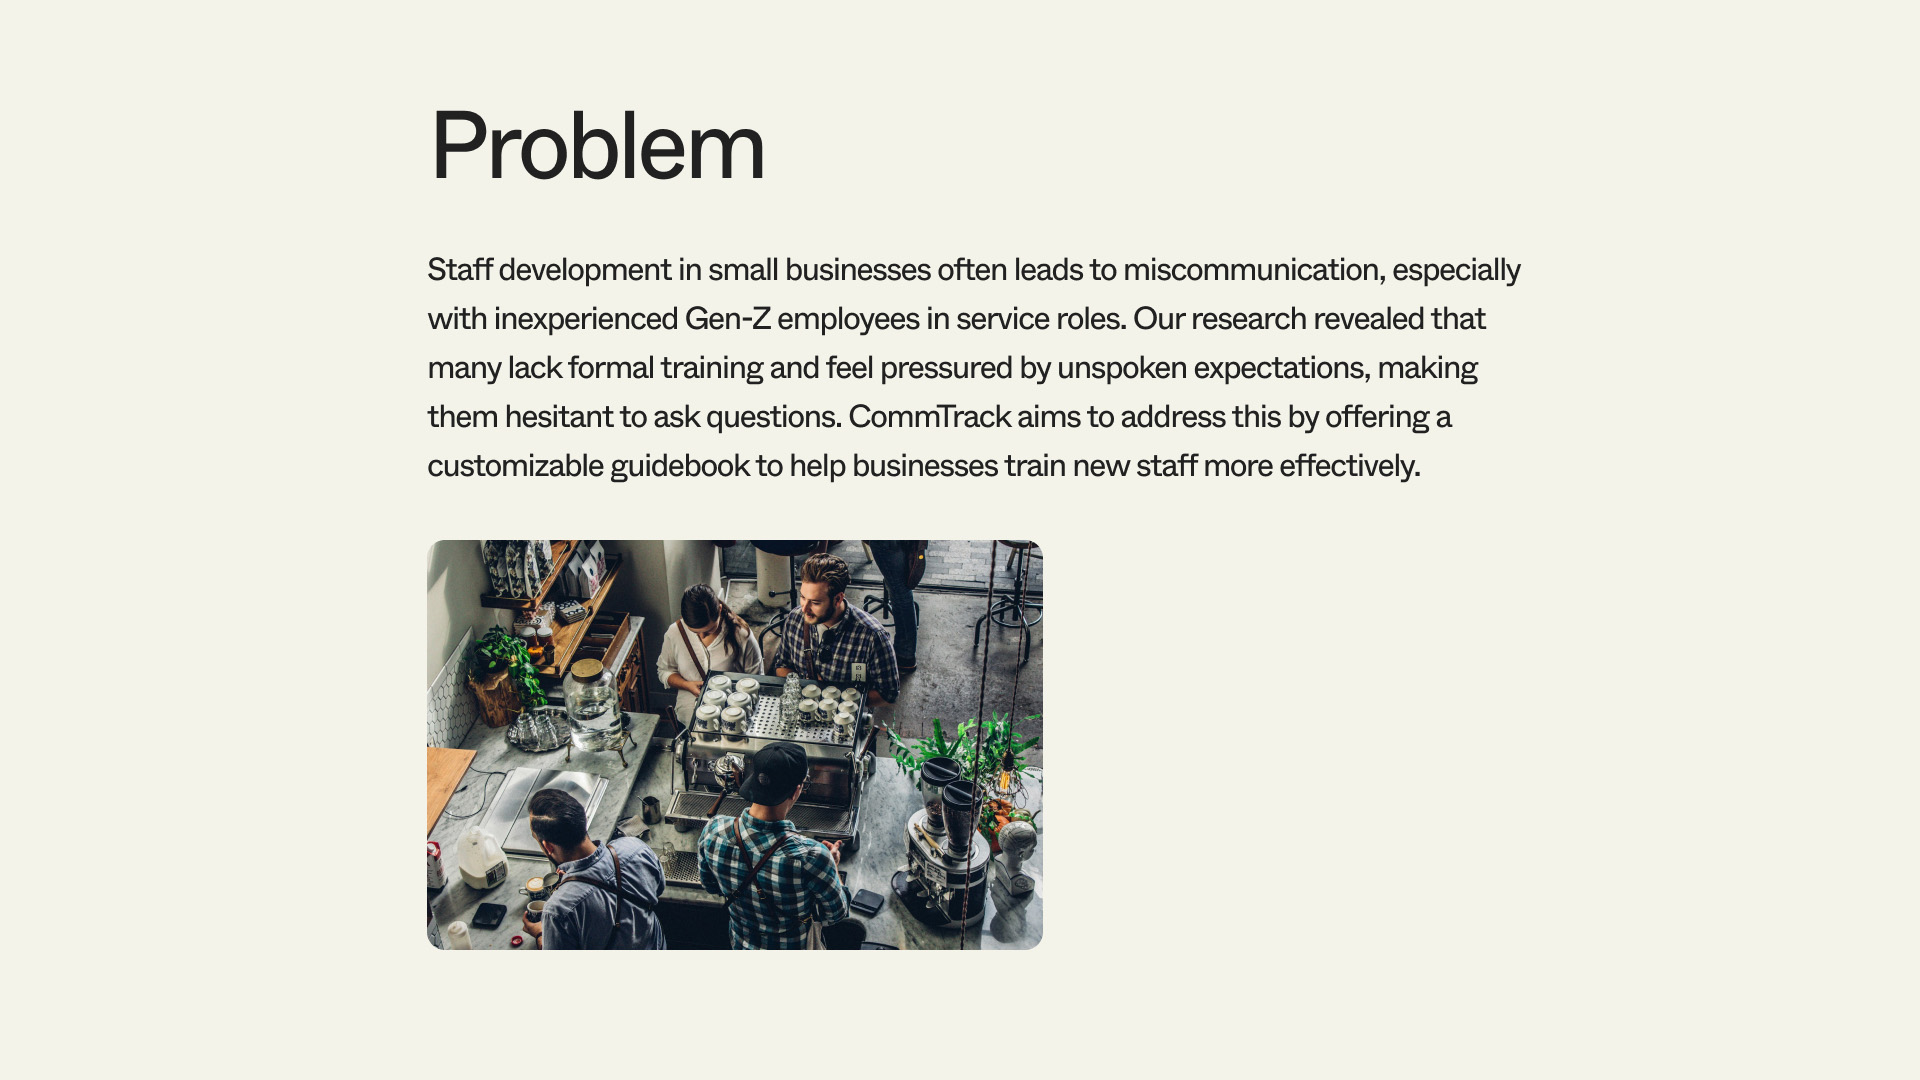 Problem
Staff development in small businesses often leads to miscommunication, especially
with inexperienced Gen-Z employees in service roles. Our research revealed that
many lack formal training and feel pressured by unspoken expectations, making
them hesitant to ask questions. CommTrack aims to address this by offering a
customizable guidebook to help businesses train new staff more effectively.